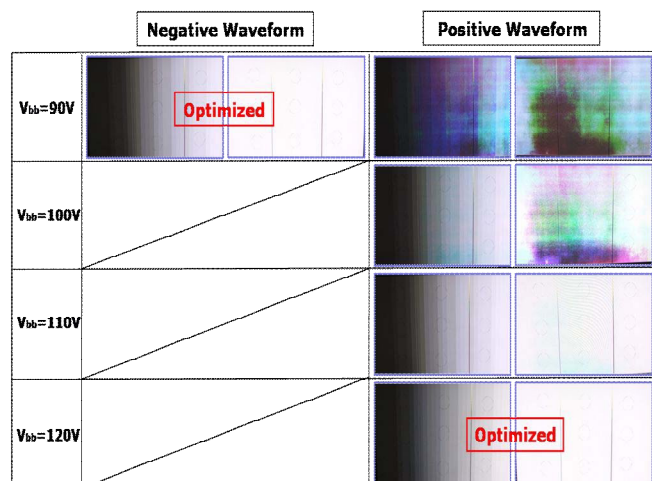 Negative Waveform
Positive Waveform
Vbb=90V
Optimized
Vbb=100V
Vbb=110V
Vbb=120V
Optimized